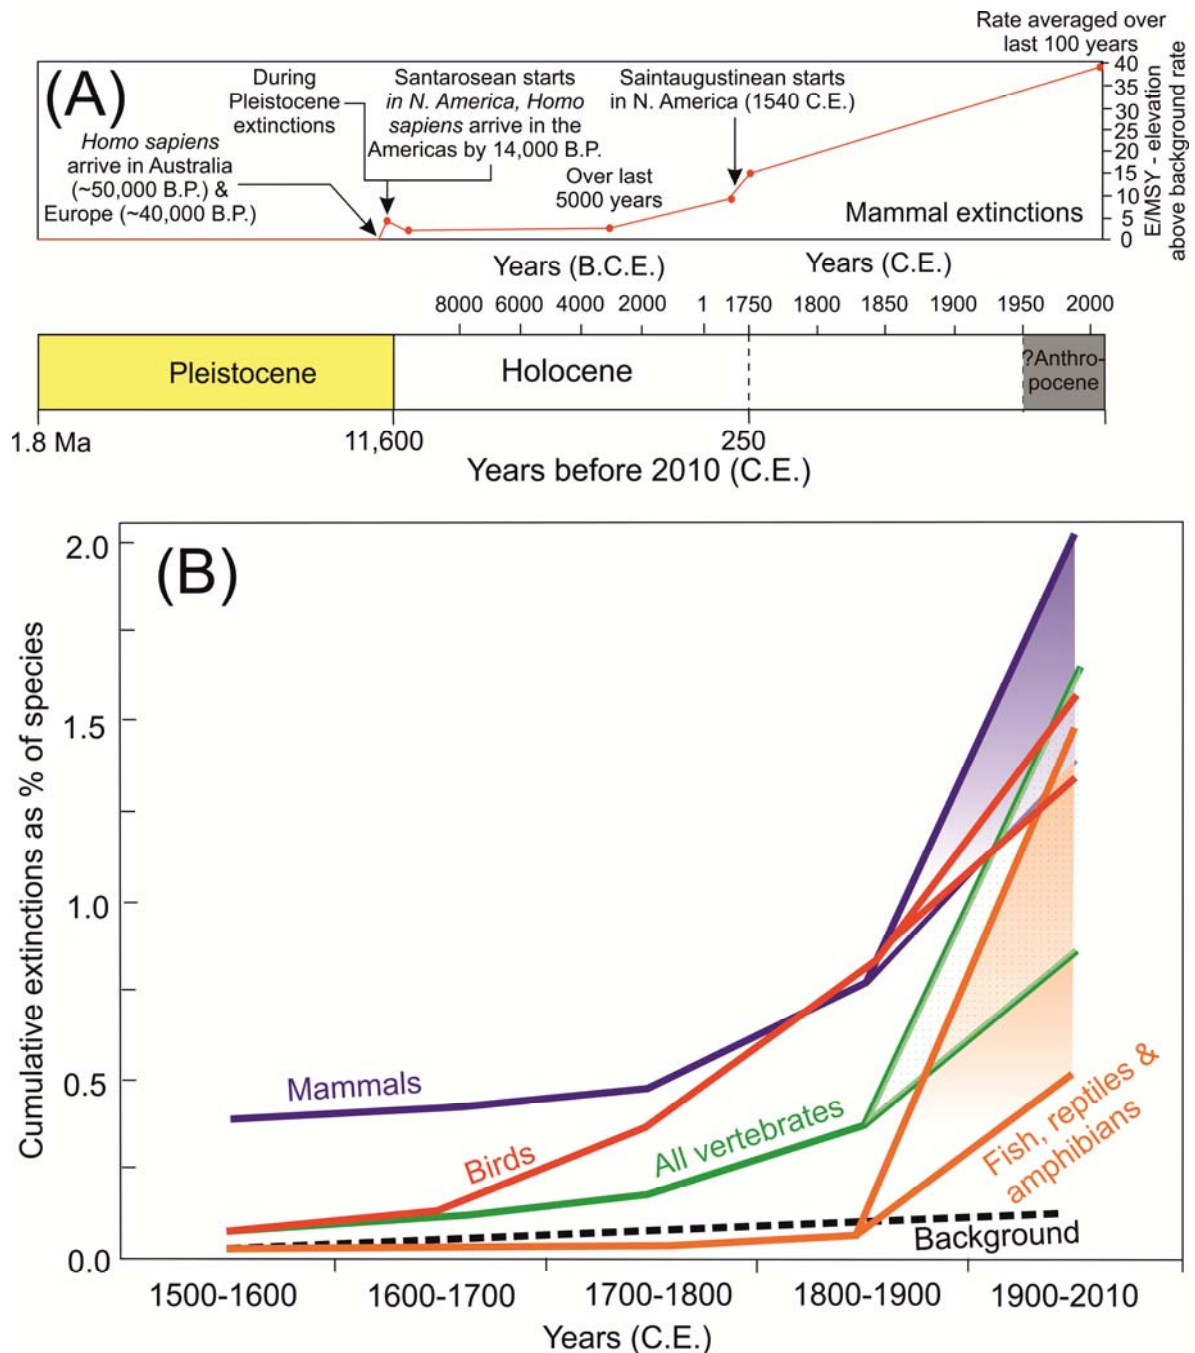 Rate averaged over
last 100 years
(A)
During
Pleistocene
extinctions
Santarosean starts
in N. America, Homo
sapiens arrive in the
Americas by 14,000 B.P.
Saintaugustinean starts
in N. America (1540 C.E.)
Homo sapiens
arrive in Australia
(~50,000 B.P.) &
Europe (~40,000 B.P.)
Over last
5000 years
Mammal extinctions
40
35
30
25
20
15
10
5
0
E/MSY - elevation
above background rate
Years (B.C.E.)
Years (C.E.)
8000 6000 4000 2000 1 1750 1800 1850 1900 1950 2000
Pleistocene
Holocene
?Anthro-
pocene
1.8 Ma
11,600
250
Years before 2010 (C.E.)
(B)
Cumulative extinctions as % of species
2.0
1.5
1.0
0.5
0.0
Mammals
Birds
All vertebrates
Fish, reptiles &
amphibians
Background
1500-1600 1600-1700 1700-1800 1800-1900 1900-2010
Years (C.E.)